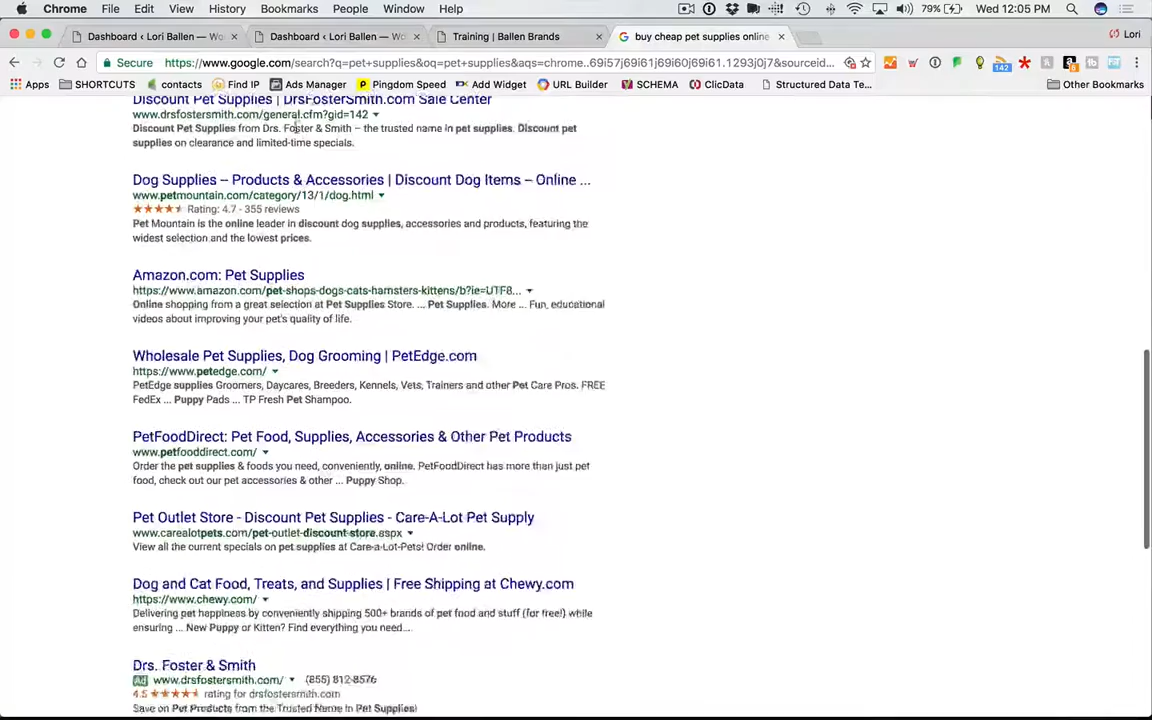 Chrome File Edit View History Bookmarks People Window Help 79% Wed 12:05 PM
Dashboard ‹ Lori Ballen — Wo × Dashboard ‹ Lori Ballen — Wo × Training | Ballen Brands × buy cheap pet supplies online × Lori
Secure https://www.google.com/search?q=pet+supplies&oq=pet+supplies&aqs=chrome..69i57j69i61j69i60j69i61.1293j0j7&sourceid... 142 5
Apps SHORTCUTS contacts Find IP Ads Manager Pingdom Speed Add Widget URL Builder SCHEMA ClicData Structured Data Te... Other Bookmarks
Discount Pet Supplies | DrsFosterSmith.com Sale Center
www.drsfostersmith.com/general.cfm?gid=142
Discount Pet Supplies from Drs. Foster & Smith – the trusted name in pet supplies. Discount pet
supplies on clearance and limited-time specials.
Dog Supplies – Products & Accessories | Discount Dog Items – Online ...
www.petmountain.com/category/13/1/dog.html
Rating: 4.7 - 355 reviews
Pet Mountain is the online leader in discount dog supplies, accessories and products, featuring the
widest selection and the lowest prices.
Amazon.com: Pet Supplies
https://www.amazon.com/pet-shops-dogs-cats-hamsters-kittens/b?ie=UTF8...
Online shopping from a great selection at Pet Supplies Store. ... Pet Supplies. More ... Fun, educational
videos about improving your pet's quality of life.
Wholesale Pet Supplies, Dog Grooming | PetEdge.com
https://www.petedge.com/
PetEdge supplies Groomers, Daycares, Breeders, Kennels, Vets, Trainers and other Pet Care Pros. FREE
FedEx ... Puppy Pads ... TP Fresh Pet Shampoo.
PetFoodDirect: Pet Food, Supplies, Accessories & Other Pet Products
www.petfooddirect.com/
Order the pet supplies & foods you need, conveniently, online. PetFoodDirect has more than just pet
food, check out our pet accessories & other ... Puppy Shop.
Pet Outlet Store - Discount Pet Supplies - Care-A-Lot Pet Supply
www.carealotpets.com/pet-outlet-discount-store.aspx
View all the current specials on pet supplies at Care-a-Lot-Pets! Order online.
Dog and Cat Food, Treats, and Supplies | Free Shipping at Chewy.com
https://www.chewy.com/
Delivering pet happiness by conveniently shipping 500+ brands of pet food and stuff (for free!) while
ensuring ... New Puppy or Kitten? Find everything you need...
Drs. Foster & Smith
Ad www.drsfostersmith.com/ (855) 812-8576
4.5 rating for drsfostersmith.com
Save on Pet Products from the Trusted Name In Pet Supplies!